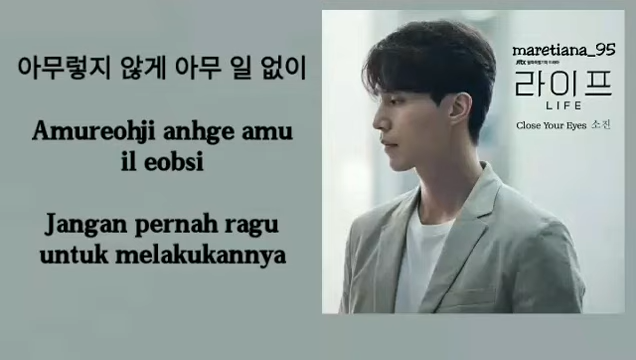 아무렇지 않게 아무 일 없이
Amureohji anhge amu
il eobsi
Jangan pernah ragu
untuk melakukannya
maretiana_95
라이프
LIFE
Close Your Eyes 소진